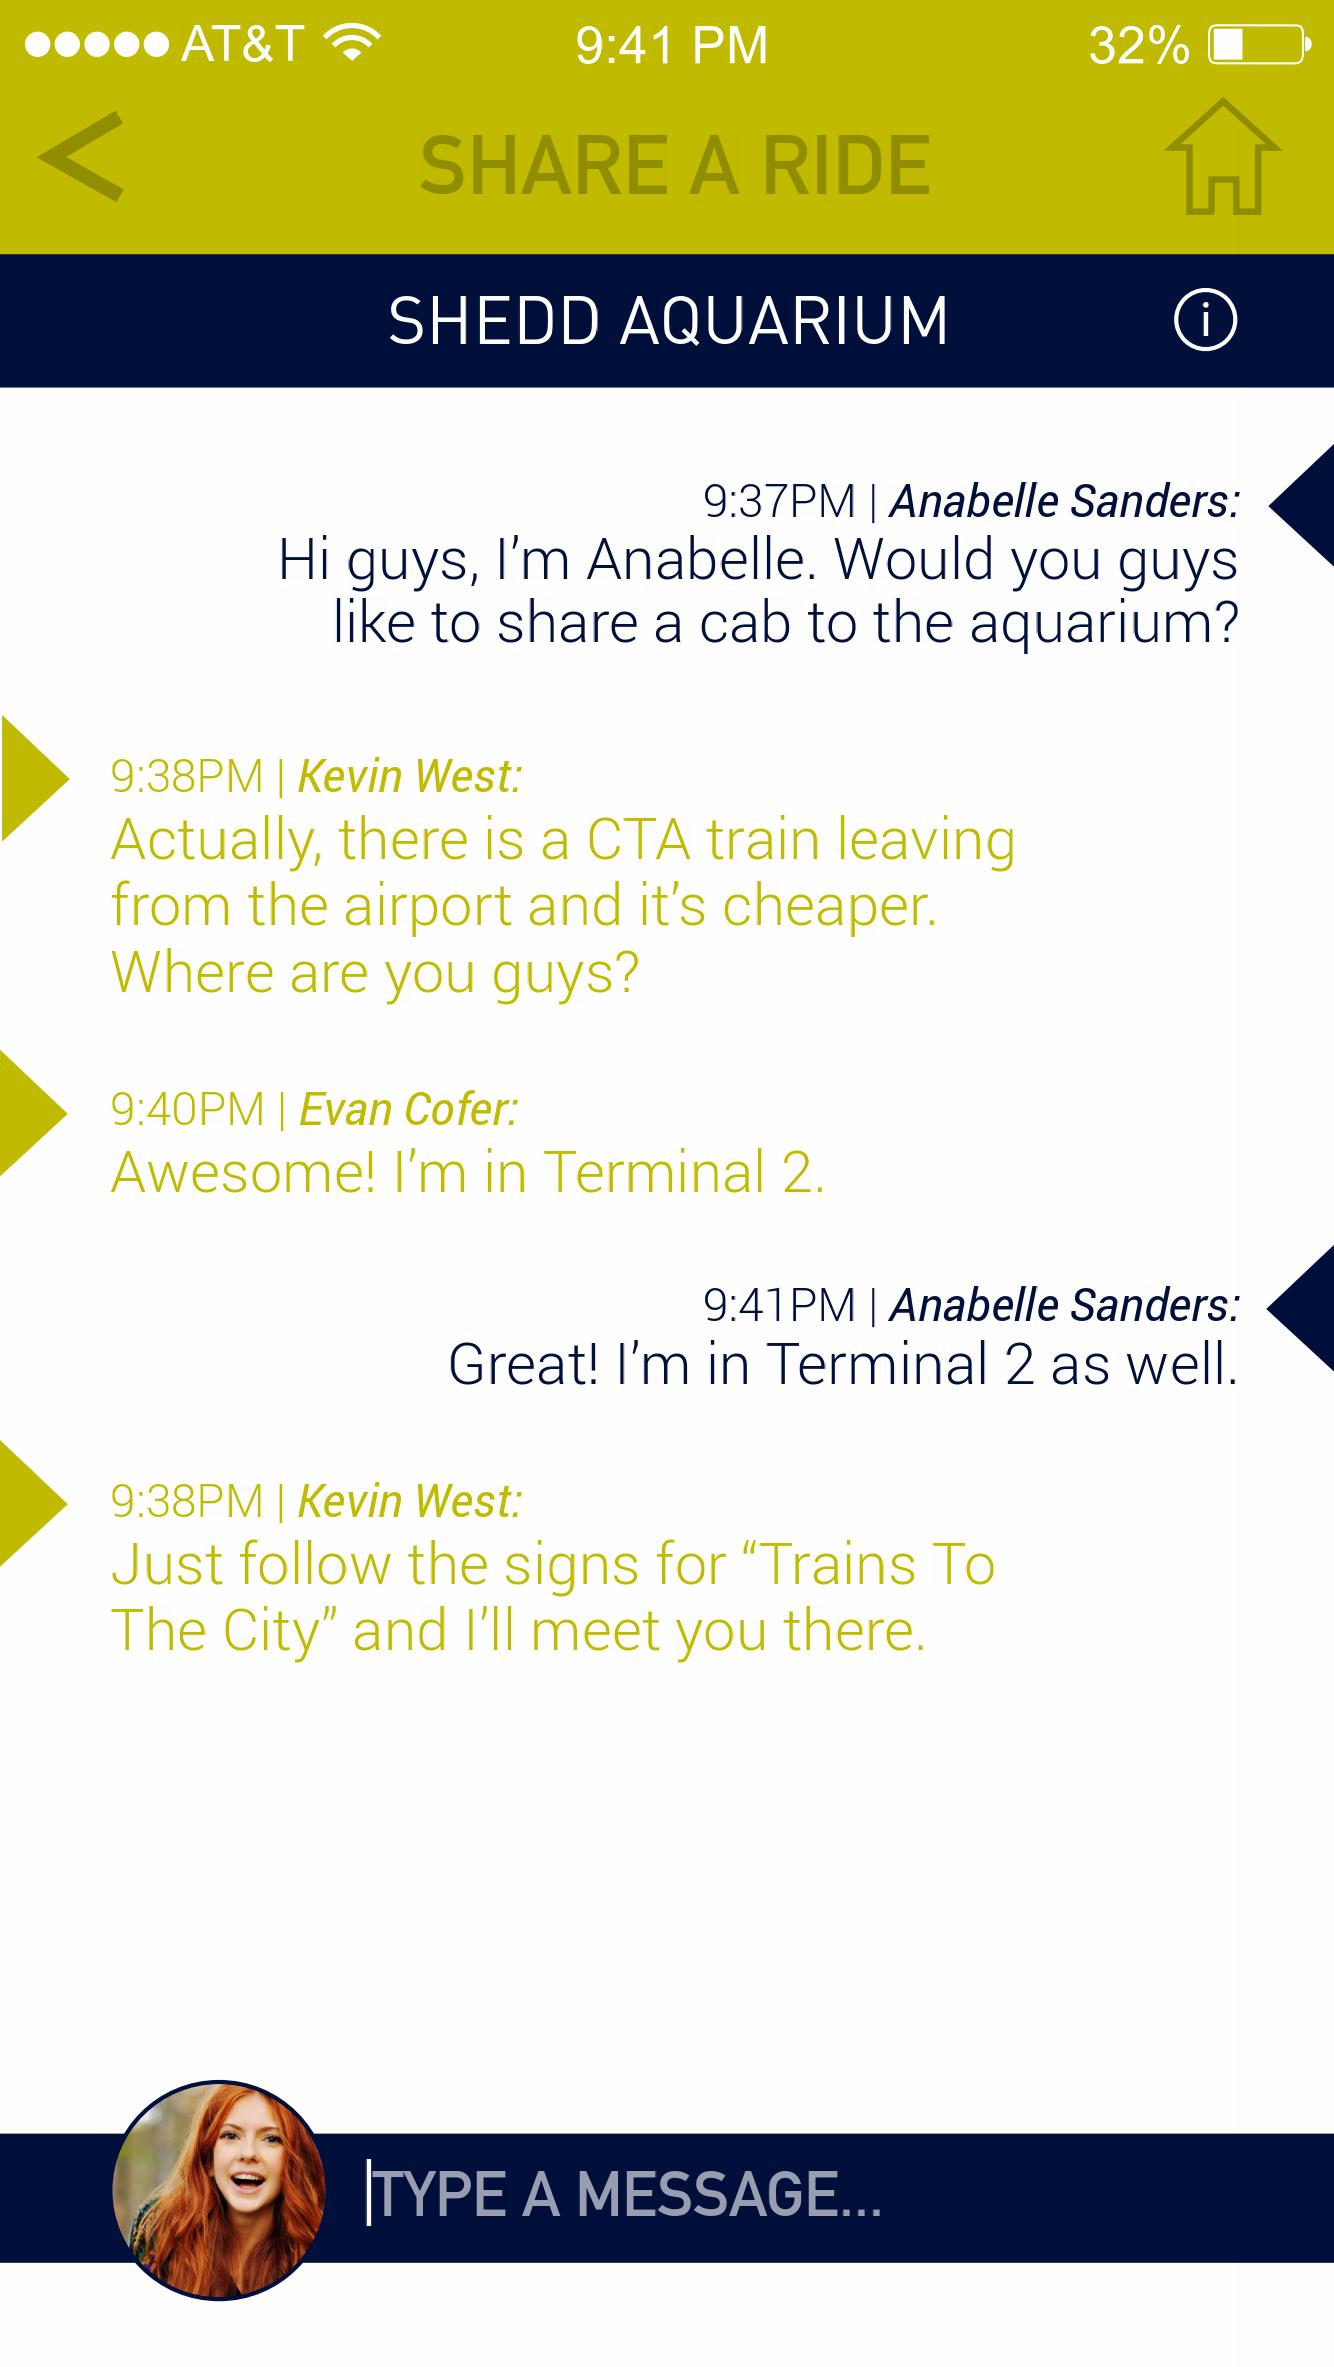 AT&T 9:41 PM 32%
SHARE A RIDE
SHEDD AQUARIUM i
9:37PM | Anabelle Sanders:
Hi guys, I’m Anabelle. Would you guys
like to share a cab to the aquarium?
9:38PM | Kevin West:
Actually, there is a CTA train leaving
from the airport and it’s cheaper.
Where are you guys?
9:40PM | Evan Cofer:
Awesome! I’m in Terminal 2.
9:41PM | Anabelle Sanders:
Great! I’m in Terminal 2 as well.
9:38PM | Kevin West:
Just follow the signs for “Trains To
The City” and I’ll meet you there.
TYPE A MESSAGE...